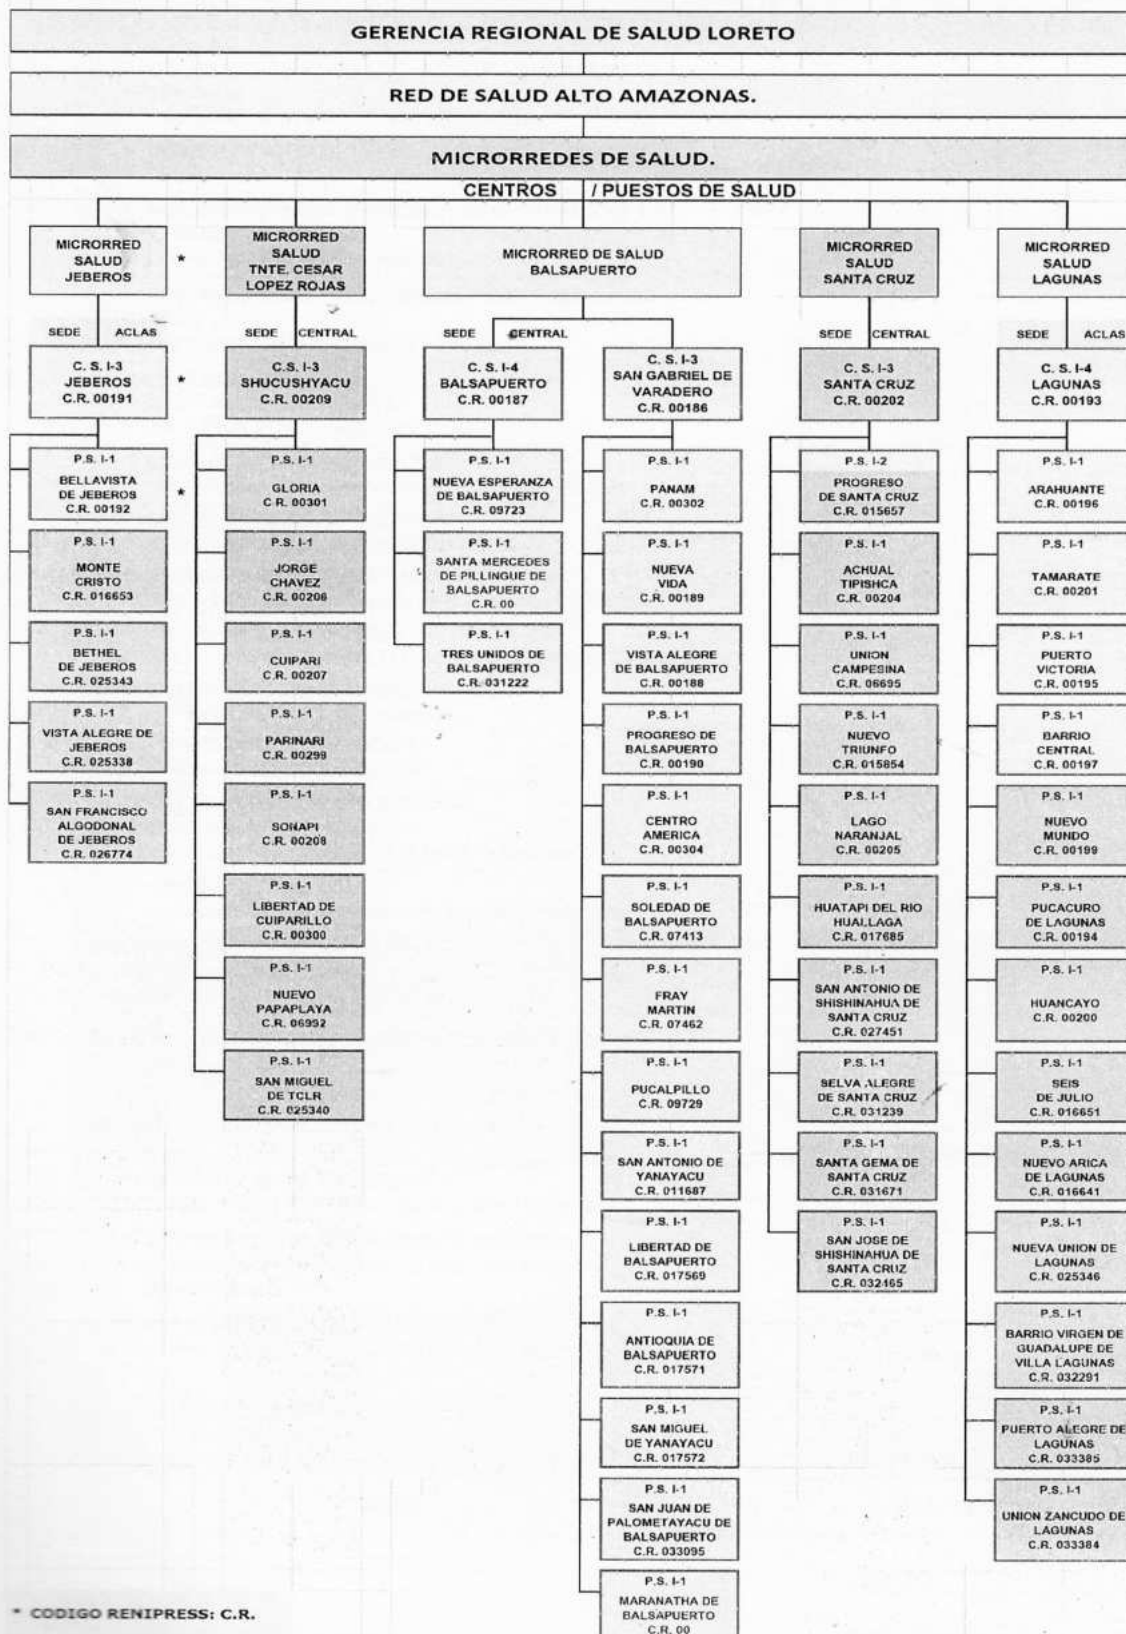 GERENCIA REGIONAL DE SALUD LORETO
RED DE SALUD ALTO AMAZONAS.
MICRORREDES DE SALUD.
CENTROS / PUESTOS DE SALUD
MICRORRED
SALUD
JEBEROS
*
SEDE ACLAS
C. S. I-3
JEBEROS
C.R. 00191
*
P.S. I-1
BELLAVISTA
DE JEBEROS
C.R. 00192
*
P.S. I-1
MONTE
CRISTO
C.R. 016653
P.S. I-1
BETHEL
DE JEBEROS
C.R. 025343
P.S. I-1
VISTA ALEGRE DE
JEBEROS
C.R. 025338
P.S. I-1
SAN FRANCISCO
ALGODONAL
DE JEBEROS
C.R. 026774
MICRORRED
SALUD
TNTE. CESAR
LOPEZ ROJAS
SEDE CENTRAL
C.S. I-3
SHUCUSHYACU
C.R. 00209
P.S. I-1
GLORIA
C R. 00301
P.S. I-1
JORGE
CHAVEZ
C.R. 00206
P.S. I-1
CUIPARI
C.R. 00207
P.S. I-1
PARINARI
C.R. 00299
P.S. I-1
SONAPI
C.R. 00208
P.S. I-1
LIBERTAD DE
CUIPARILLO
C.R. 00300
P.S. I-1
NUEVO
PAPAPLAYA
C.R. 06992
P.S. I-1
SAN MIGUEL
DE TCLR
C.R. 025340
MICRORRED DE SALUD
BALSAPUERTO
SEDE CENTRAL
C. S. I-4
BALSAPUERTO
C.R. 00187
P.S. I-1
NUEVA ESPERANZA
DE BALSAPUERTO
C.R. 09723
P.S. I-1
SANTA MERCEDES
DE PILLINGUE DE
BALSAPUERTO
C.R. 00
P.S. I-1
TRES UNIDOS DE
BALSAPUERTO
C.R. 031222
C. S. I-3
SAN GABRIEL DE
VARADERO
C.R. 00186
P.S. I-1
PANAM
C.R. 00302
P.S. I-1
NUEVA
VIDA
C.R. 00189
P.S. I-1
VISTA ALEGRE
DE BALSAPUERTO
C.R. 00188
P.S. I-1
PROGRESO DE
BALSAPUERTO
C.R. 00190
P.S. I-1
CENTRO
AMERICA
C.R. 00304
P.S. I-1
SOLEDAD DE
BALSAPUERTO
C.R. 07413
P.S. I-1
FRAY
MARTIN
C.R. 07462
P.S. I-1
PUCALPILLO
C.R. 09729
P.S. I-1
SAN ANTONIO DE
YANAYACU
C.R. 011687
P.S. I-1
LIBERTAD DE
BALSAPUERTO
C.R. 017569
P.S. I-1
ANTIOQUIA DE
BALSAPUERTO
C.R. 017571
P.S. I-1
SAN MIGUEL
DE YANAYACU
C.R. 017572
P.S. I-1
SAN JUAN DE
PALOMETAYACU DE
BALSAPUERTO
C.R. 033095
P.S. I-1
MARANATHA DE
BALSAPUERTO
C.R. 00
MICRORRED
SALUD
SANTA CRUZ
SEDE CENTRAL
C. S. I-3
SANTA CRUZ
C.R. 00202
P.S. I-2
PROGRESO
DE SANTA CRUZ
C.R. 015657
P.S. I-1
ACHUAL
TIPISHCA
C.R. 00204
P.S. I-1
UNION
CAMPESINA
C.R. 06695
P.S. I-1
NUEVO
TRIUNFO
C.R. 015854
P.S. I-1
LAGO
NARANJAL
C.R. 00205
P.S. I-1
HUATAPI DEL RIO
HUALLAGA
C.R. 017685
P.S. I-1
SAN ANTONIO DE
SHISHINAHUA DE
SANTA CRUZ
C.R. 027451
P.S. I-1
SELVA ALEGRE
DE SANTA CRUZ
C.R. 031239
P.S. I-1
SANTA GEMA DE
SANTA CRUZ
C.R. 031671
P.S. I-1
SAN JOSE DE
SHISHINAHUA DE
SANTA CRUZ
C.R. 032165
MICRORRED
SALUD
LAGUNAS
SEDE ACLAS
C. S. I-4
LAGUNAS
C.R. 00193
P.S. I-1
ARAHUANTE
C.R. 00196
P.S. I-1
TAMARATE
C.R. 00201
P.S. I-1
PUERTO
VICTORIA
C.R. 00195
P.S. I-1
BARRIO
CENTRAL
C.R. 00197
P.S. I-1
NUEVO
MUNDO
C.R. 00199
P.S. I-1
PUCACURO
DE LAGUNAS
C.R. 00194
P.S. I-1
HUANCAYO
C.R. 00200
P.S. I-1
SEIS
DE JULIO
C.R. 016651
P.S. I-1
NUEVO ARICA
DE LAGUNAS
C.R. 016641
P.S. I-1
NUEVA UNION DE
LAGUNAS
C.R. 025346
P.S. I-1
BARRIO VIRGEN DE
GUADALUPE DE
VILLA LAGUNAS
C.R. 032291
P.S. I-1
PUERTO ALEGRE DE
LAGUNAS
C.R. 033385
P.S. I-1
UNION ZANCUDO DE
LAGUNAS
C.R. 033384
* CODIGO RENIPRESS: C.R.